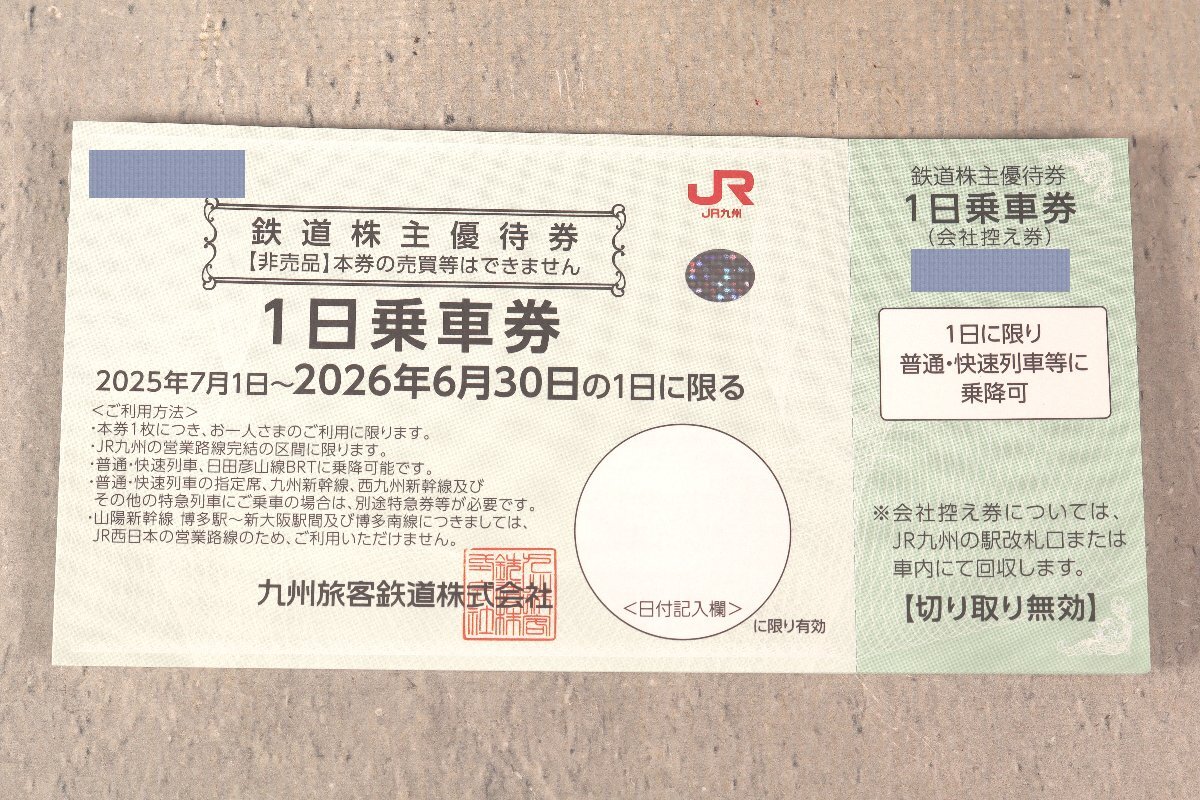 JR
JR九州
鉄道株主優待券
【非売品】本券の売買等はできません
1日乗車券
2025年7月1日～2026年6月30日の1日に限る
＜ご利用方法＞
・本券1枚につき、お一人さまのご利用に限ります。
・JR九州の営業路線完結の区間に限ります。
・普通・快速列車、日田彦山線BRTに乗降可能です。
・普通・快速列車の指定席、九州新幹線、西九州新幹線及び
その他の特急列車にご乗車の場合は、別途特急券等が必要です。
・山陽新幹線 博多駅～新大阪駅間及び博多南線につきましては、
JR西日本の営業路線のため、ご利用いただけません。
九州旅客鉄道株式会社
＜日付記入欄＞
に限り有効
鉄道株主優待券
1日乗車券
（会社控え券）
1日に限り
普通・快速列車等に
乗降可
※会社控え券については、
JR九州の駅改札口または
車内にて回収します。
【切り取り無効】